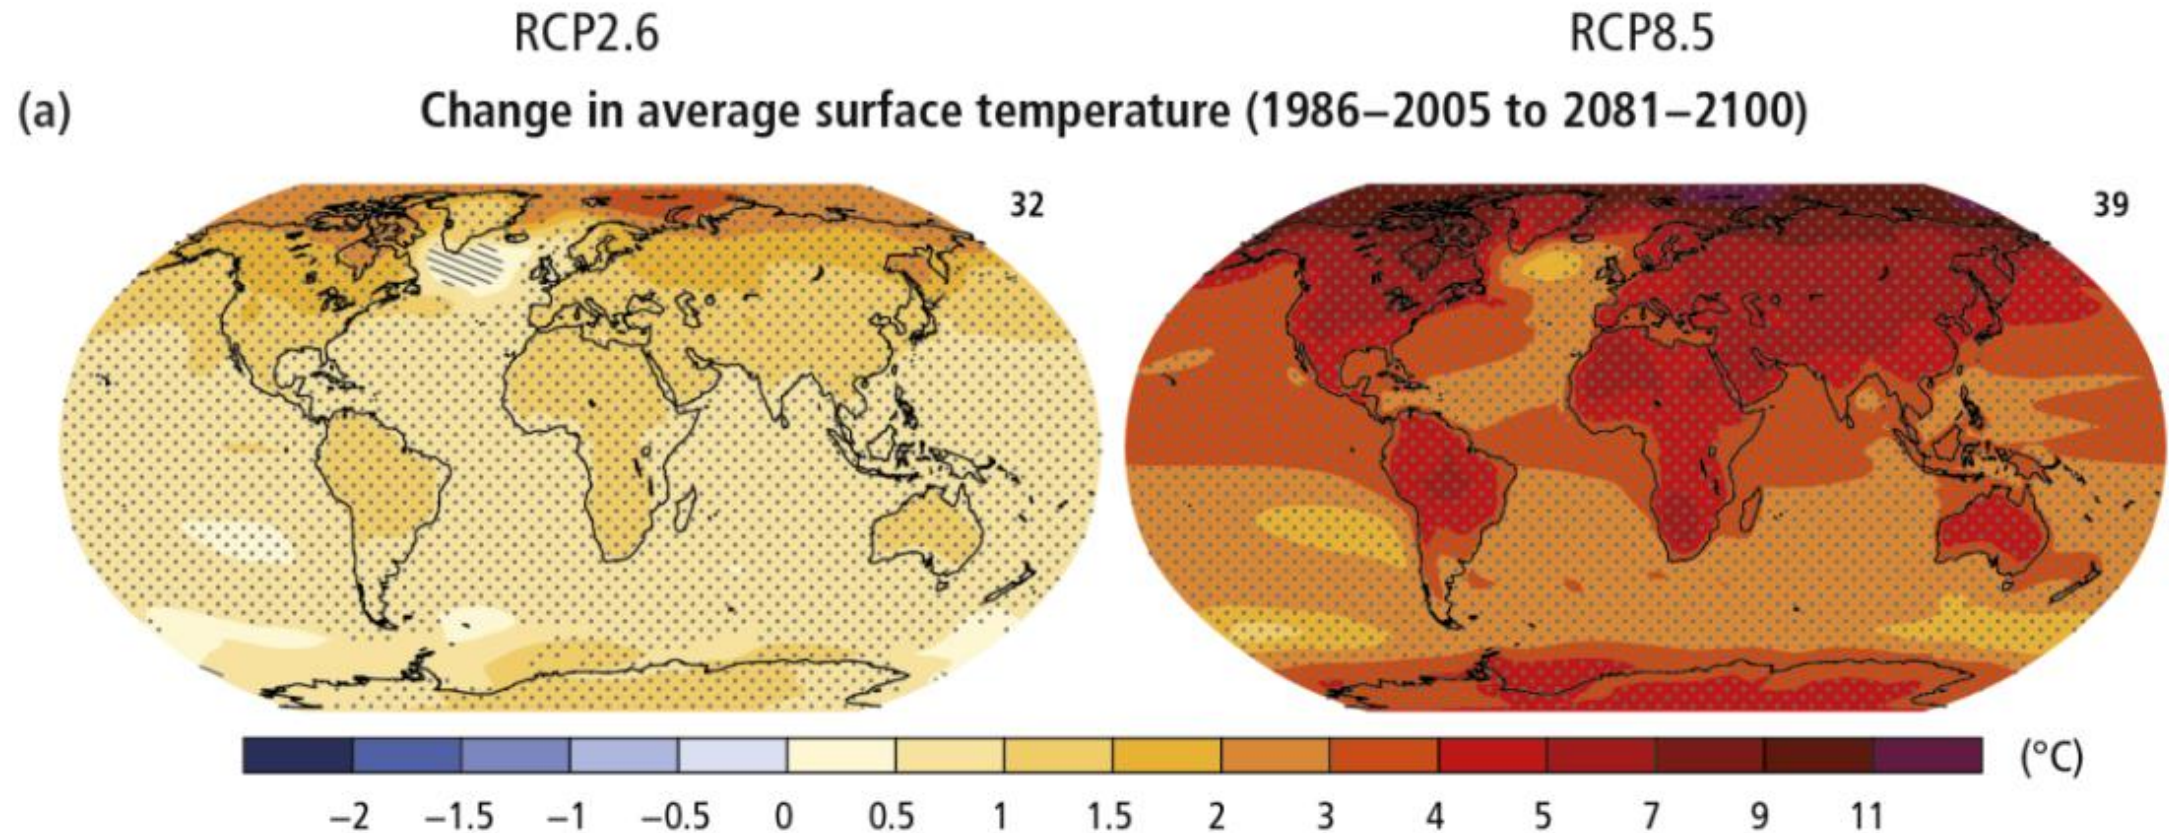 RCP2.6 RCP8.5
(a) Change in average surface temperature (1986–2005 to 2081–2100)
32 39
(°C)
−2 −1.5 −1 −0.5 0 0.5 1 1.5 2 3 4 5 7 9 11